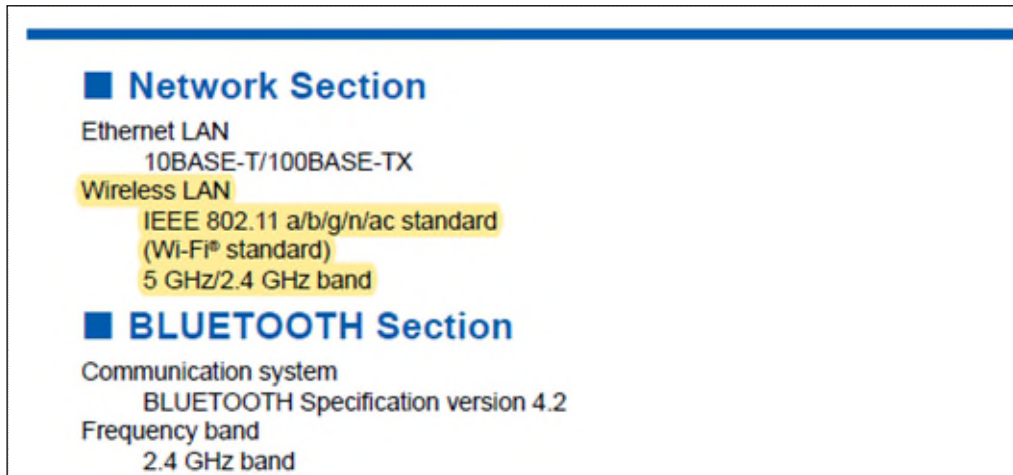 ■ Network Section
Ethernet LAN
10BASE-T/100BASE-TX
Wireless LAN
IEEE 802.11 a/b/g/n/ac standard
(Wi-Fi® standard)
5 GHz/2.4 GHz band
■ BLUETOOTH Section
Communication system
BLUETOOTH Specification version 4.2
Frequency band
2.4 GHz band